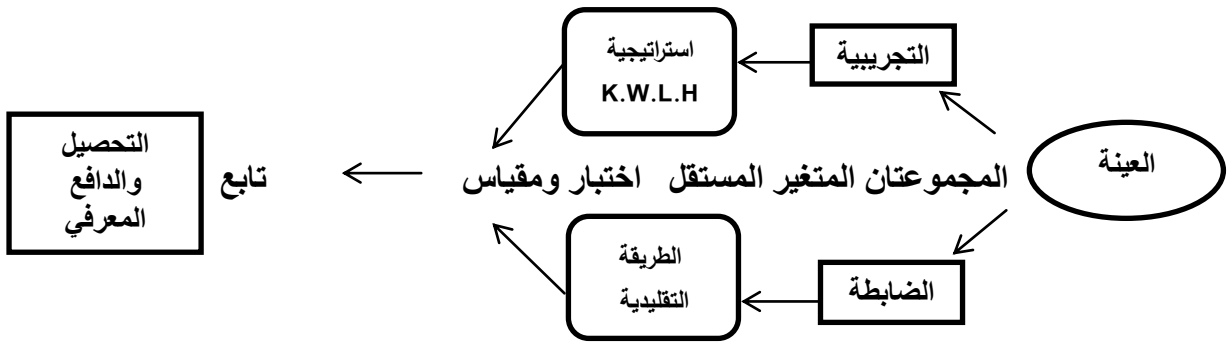 العينة
التجريبية
استراتيجية
K.W.L.H
المجموعتان المتغير المستقل اختبار ومقياس
تابع
التحصيل
والدافع
المعرفي
الضابطة
الطريقة
التقليدية